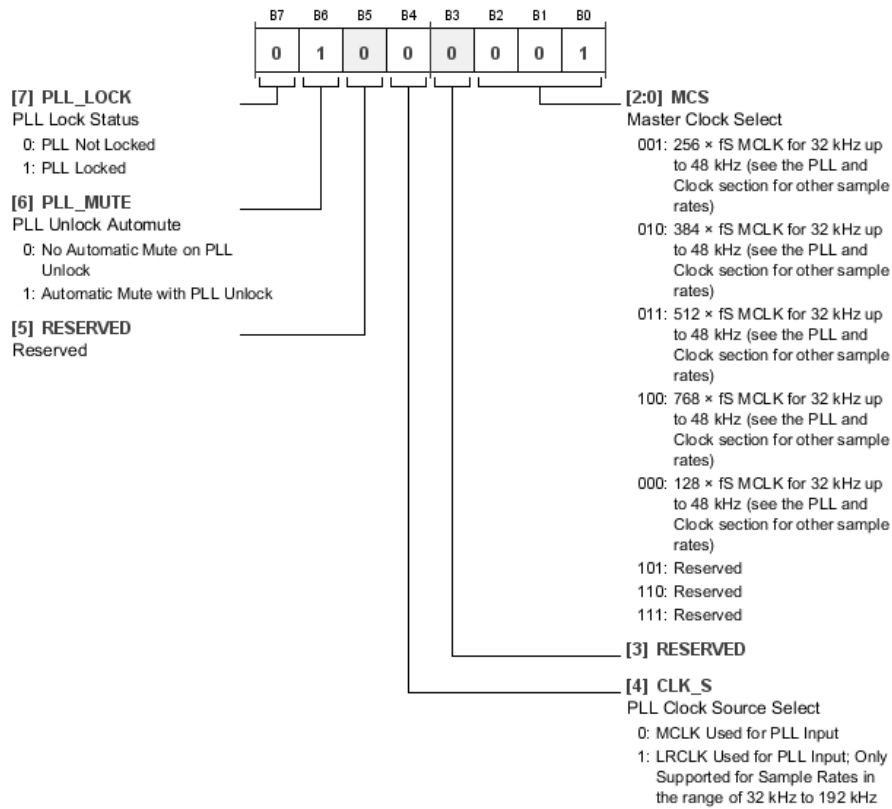 B7 B6 B5 B4 B3 B2 B1 B0
0 1 0 0 0 0 0 1
[7] PLL_LOCK
PLL Lock Status
0: PLL Not Locked
1: PLL Locked
[6] PLL_MUTE
PLL Unlock Automute
0: No Automatic Mute on PLL
Unlock
1: Automatic Mute with PLL Unlock
[5] RESERVED
Reserved
[2:0] MCS
Master Clock Select
001: 256 × fS MCLK for 32 kHz up
to 48 kHz (see the PLL and
Clock section for other sample
rates)
010: 384 × fS MCLK for 32 kHz up
to 48 kHz (see the PLL and
Clock section for other sample
rates)
011: 512 × fS MCLK for 32 kHz up
to 48 kHz (see the PLL and
Clock section for other sample
rates)
100: 768 × fS MCLK for 32 kHz up
to 48 kHz (see the PLL and
Clock section for other sample
rates)
000: 128 × fS MCLK for 32 kHz up
to 48 kHz (see the PLL and
Clock section for other sample
rates)
101: Reserved
110: Reserved
111: Reserved
[3] RESERVED
[4] CLK_S
PLL Clock Source Select
0: MCLK Used for PLL Input
1: LRCLK Used for PLL Input; Only
Supported for Sample Rates in
the range of 32 kHz to 192 kHz